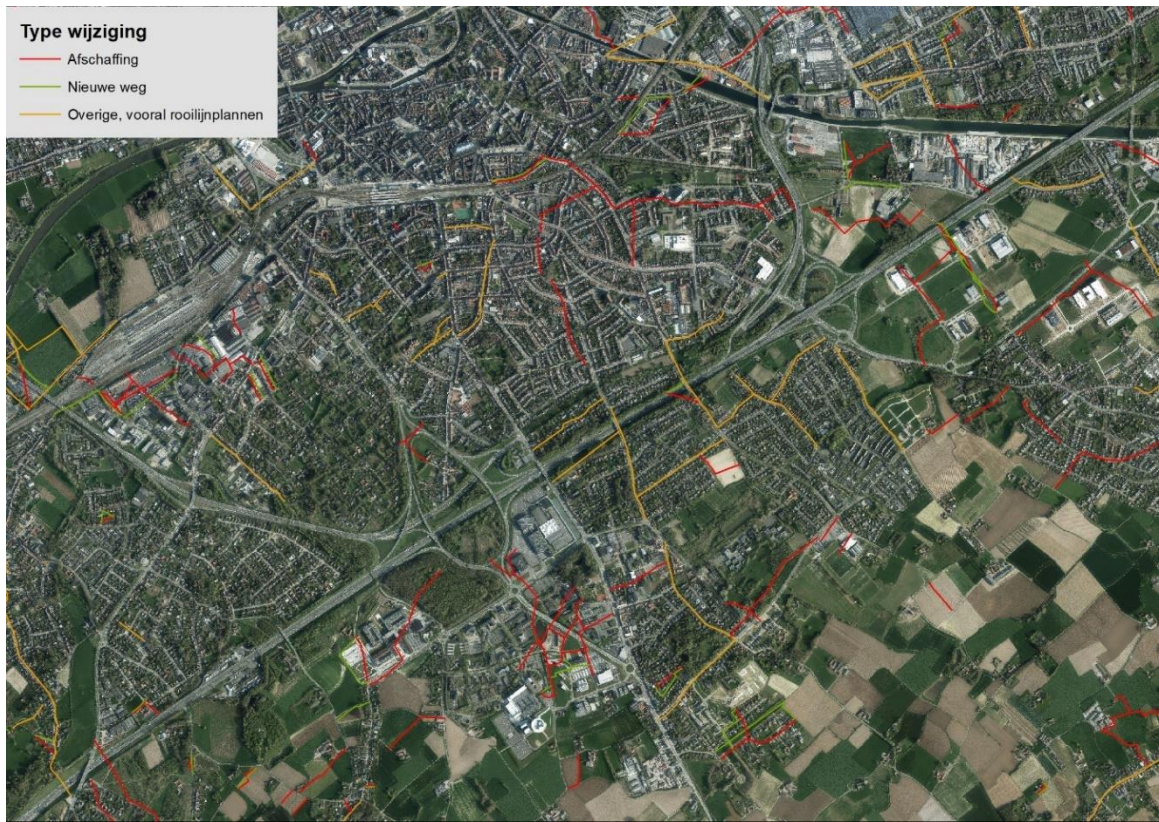 Type wijziging
Afschaffing
Nieuwe weg
Overige, vooral rooilijnplannen